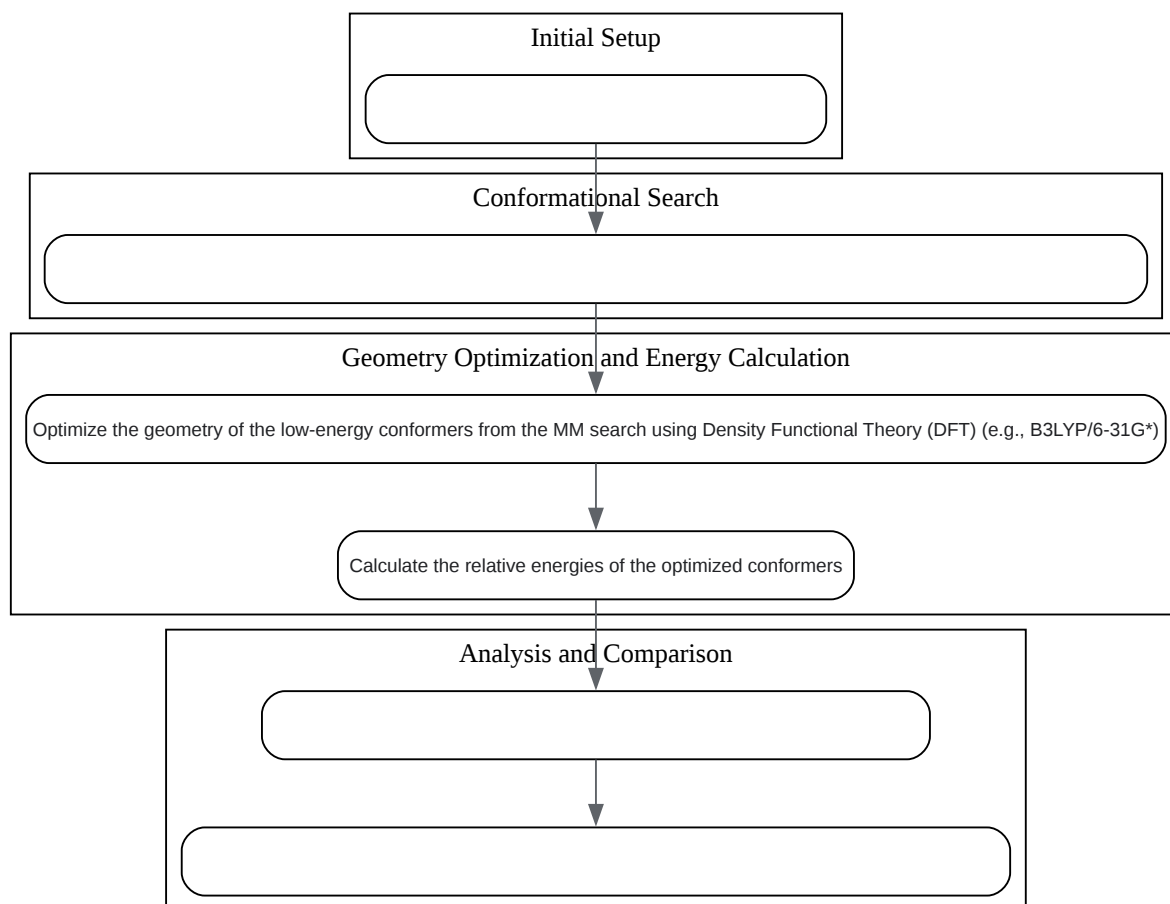 Initial Setup
Conformational Search
Geometry Optimization and Energy Calculation
Optimize the geometry of the low-energy conformers from the MM search using Density Functional Theory (DFT) (e.g., B3LYP/6-31G*)
Calculate the relative energies of the optimized conformers
Analysis and Comparison